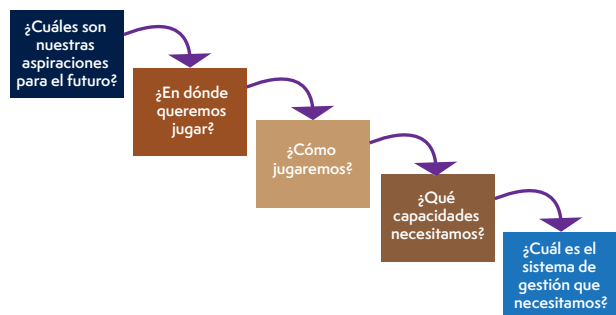 ¿Cuáles son
nuestras
aspiraciones
para el futuro?
¿En dónde
queremos
jugar?
¿Cómo
jugaremos?
¿Qué
capacidades
necesitamos?
¿Cuál es el
sistema de
gestión que
necesitamos?